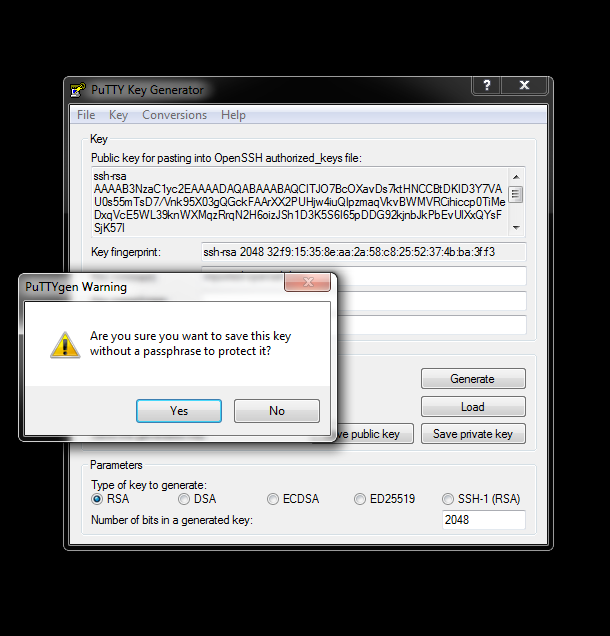 PuTTY Key Generator
File Key Conversions Help
Key
Public key for pasting into OpenSSH authorized_keys file:
ssh-rsa
AAAAB3NzaC1yc2EAAAADAQABAAABAQCITJO7BcOXavDs7ktHNCCBtDKID3Y7VA
U0s55mTsD7/Vnk95X03gQGckFAArXX2PUHjw4iuQlpzmaqVkvBWMVRCihiccp0TiMe
DxqVcE5WL39knWXMqzRrqN2H6oizJSh1D3K5S6I65pDDG92kjnbJkPbEvUlXxQYsF
SjK57I
Key fingerprint:
ssh-rsa 2048 32:f9:15:35:8e:aa:2a:58:c8:25:52:37:4b:ba:3f:f3
PuTTYgen Warning
Are you sure you want to save this key
without a passphrase to protect it?
Yes
No
Generate
Load
public key
Save private key
Parameters
Type of key to generate:
RSA DSA ECDSA ED25519 SSH-1 (RSA)
Number of bits in a generated key:
2048